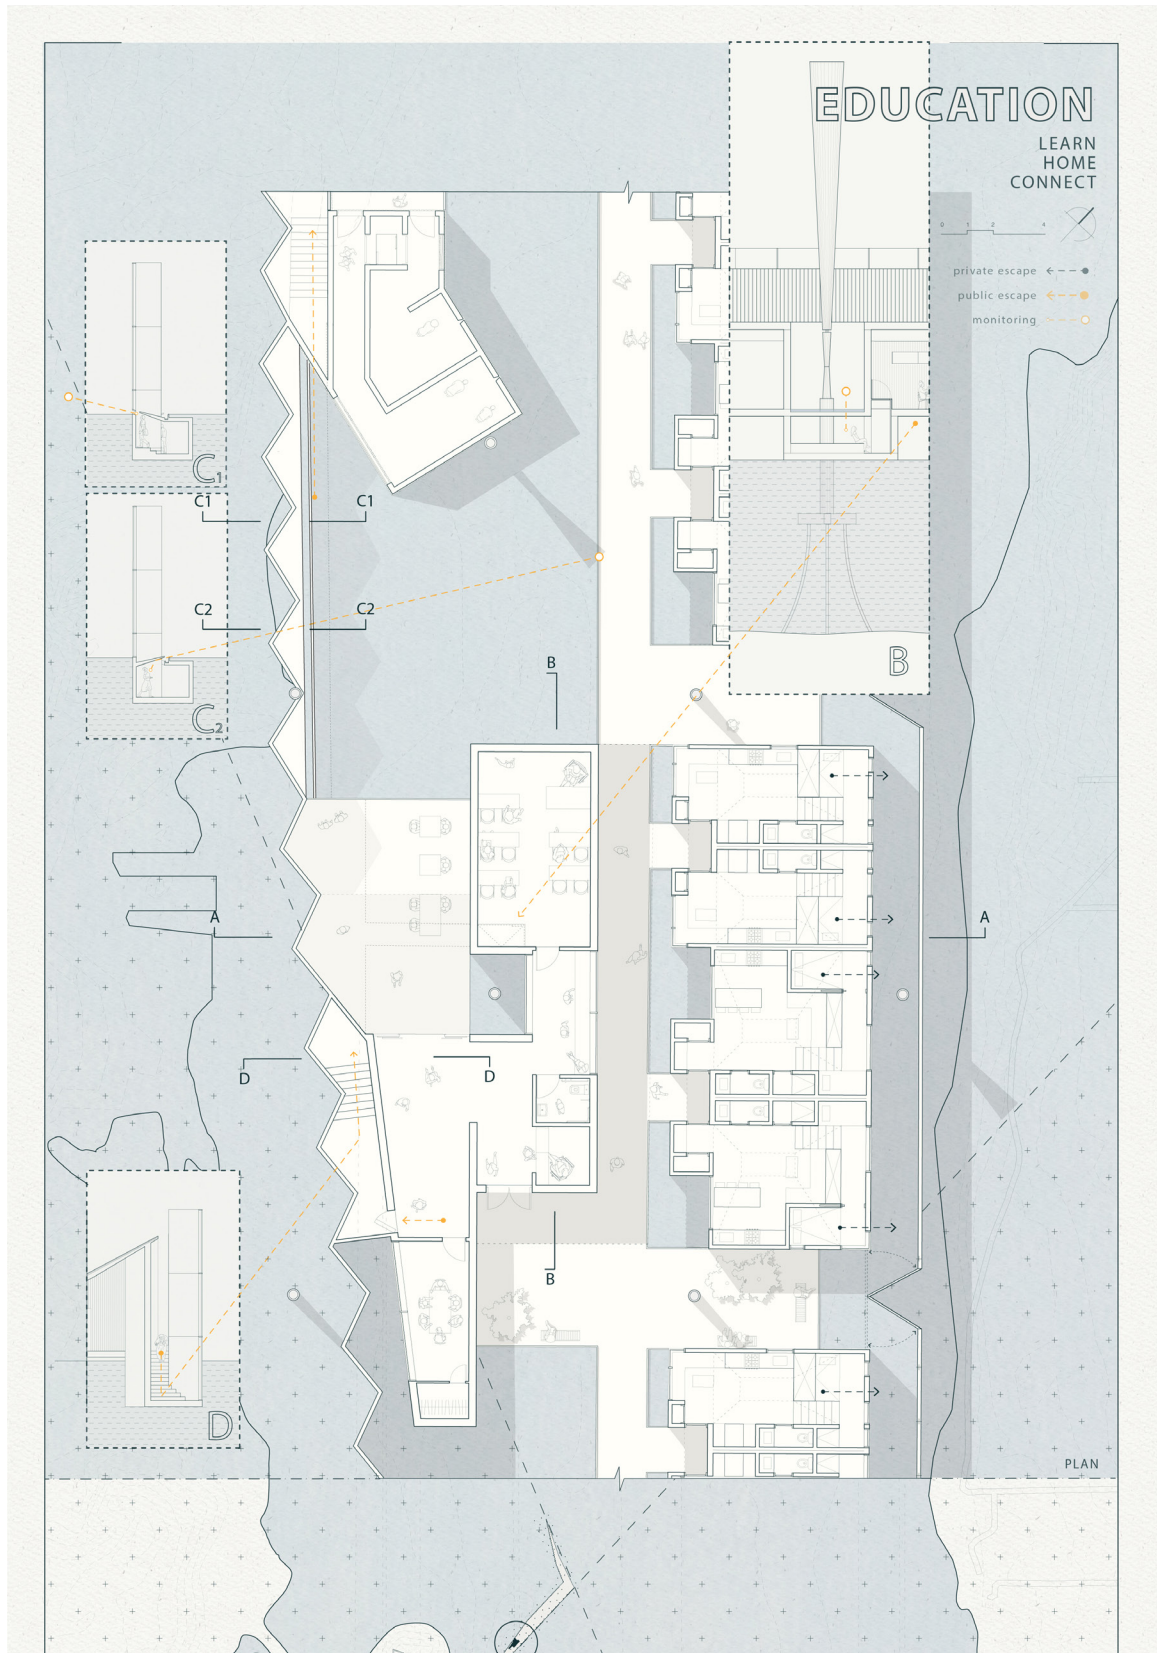 EDUCATION
LEARN
HOME
CONNECT
0 1 2 4
private escape
public escape
monitoring
C1
C1 C1
C2 C2
C2
B
B
A A
D D
B
D
PLAN